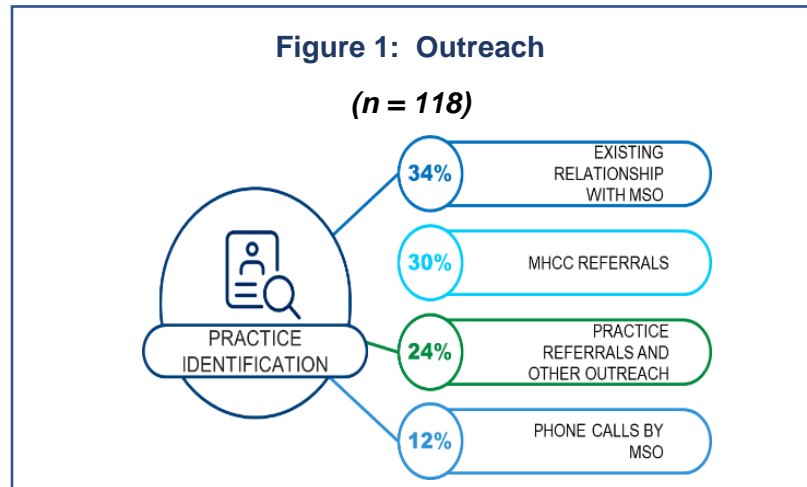 Figure 1: Outreach
(n = 118)
PRACTICE
IDENTIFICATION
34%
EXISTING
RELATIONSHIP
WITH MSO
30%
MHCC REFERRALS
24%
PRACTICE
REFERRALS AND
OTHER OUTREACH
12%
PHONE CALLS BY
MSO